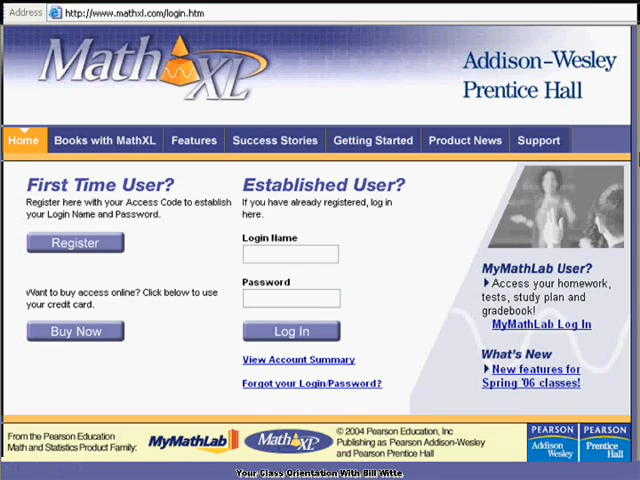 Address http://www.mathxl.com/login.htm
Math XL
Addison-Wesley
Prentice Hall
Home Books with MathXL Features Success Stories Getting Started Product News Support
First Time User?
Register here with your Access Code to establish
your Login Name and Password.
Register
Want to buy access online? Click below to use
your credit card.
Buy Now
Established User?
If you have already registered, log in
here.
Login Name
Password
Log In
View Account Summary
Forgot your Login/Password?
MyMathLab User?
Access your homework,
tests, study plan and
gradebook!
MyMathLab Log In
What's New
New features for
Spring '06 classes!
From the Pearson Education
Math and Statistics Product Family:
MyMathLab
Math XL
© 2004 Pearson Education, Inc
Publishing as Pearson Addison-Wesley
and Pearson Prentice Hall
PEARSON
Addison
Wesley
PEARSON
Prentice
Hall
Your Class Orientation With Bill Witte